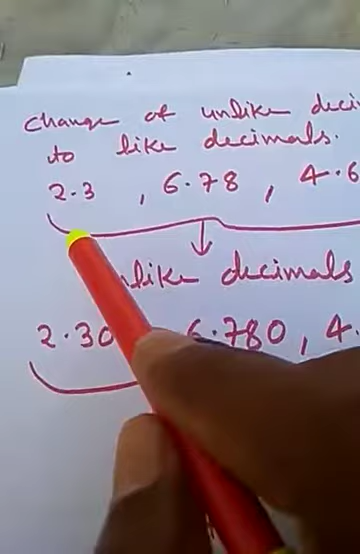 change of unlike deci
to like decimals.
2.3 , 6.78 , 4.6
unlike decimals
2.30 6.780 , 4.